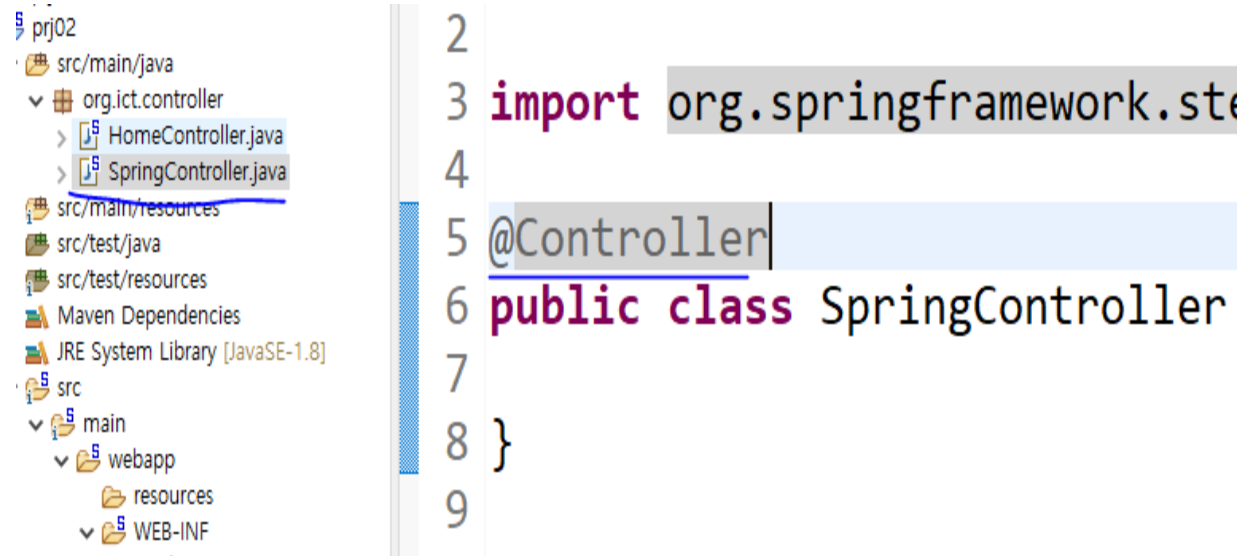 prj02
src/main/java
org.ict.controller
HomeController.java
SpringController.java
src/main/resources
src/test/java
src/test/resources
Maven Dependencies
JRE System Library [JavaSE-1.8]
src
main
webapp
resources
WEB-INF
2
3 import org.springframework.ste
4
5 @Controller
6 public class SpringController
7
8 }
9